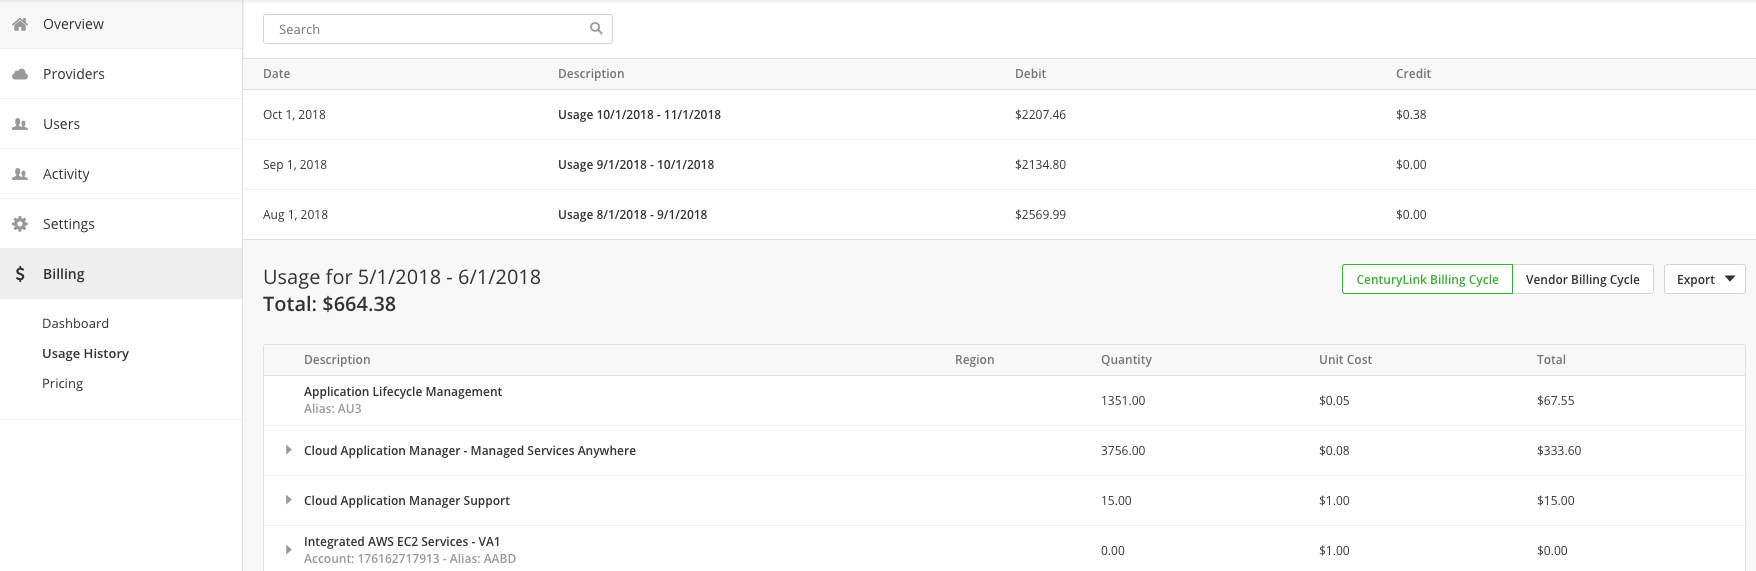 Overview
Providers
Users
Activity
Settings
$ Billing
Dashboard
Usage History
Pricing
Search
Date Description Debit Credit
Oct 1, 2018 Usage 10/1/2018 - 11/1/2018 $2207.46 $0.38
Sep 1, 2018 Usage 9/1/2018 - 10/1/2018 $2134.80 $0.00
Aug 1, 2018 Usage 8/1/2018 - 9/1/2018 $2569.99 $0.00
Usage for 5/1/2018 - 6/1/2018
Total: $664.38
CenturyLink Billing Cycle Vendor Billing Cycle Export
Description Region Quantity Unit Cost Total
Application Lifecycle Management
Alias: AU3
1351.00 $0.05 $67.55
Cloud Application Manager - Managed Services Anywhere 3756.00 $0.08 $333.60
Cloud Application Manager Support 15.00 $1.00 $15.00
Integrated AWS EC2 Services - VA1
Account: 176162717913 - Alias: AABD
0.00 $1.00 $0.00